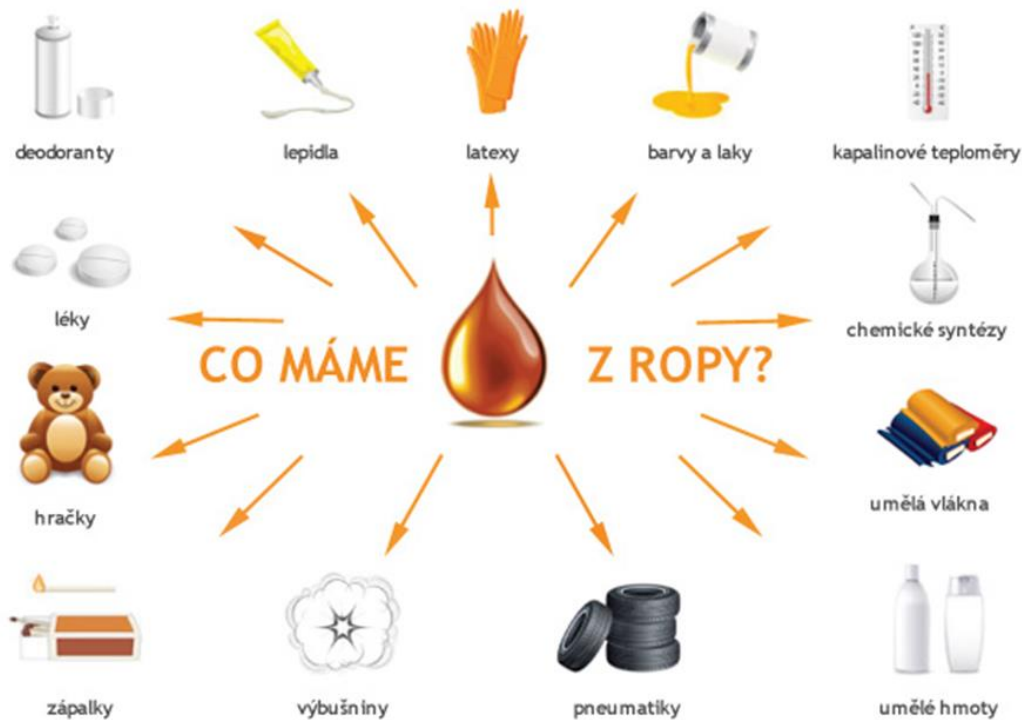 deodoranty
lepidla
latexy
barvy a laky
kapalinové teploměry
léky
chemické syntézy
CO MÁME Z ROPY?
hračky
umělá vlákna
zápalky
výbušniny
pneumatiky
umělé hmoty